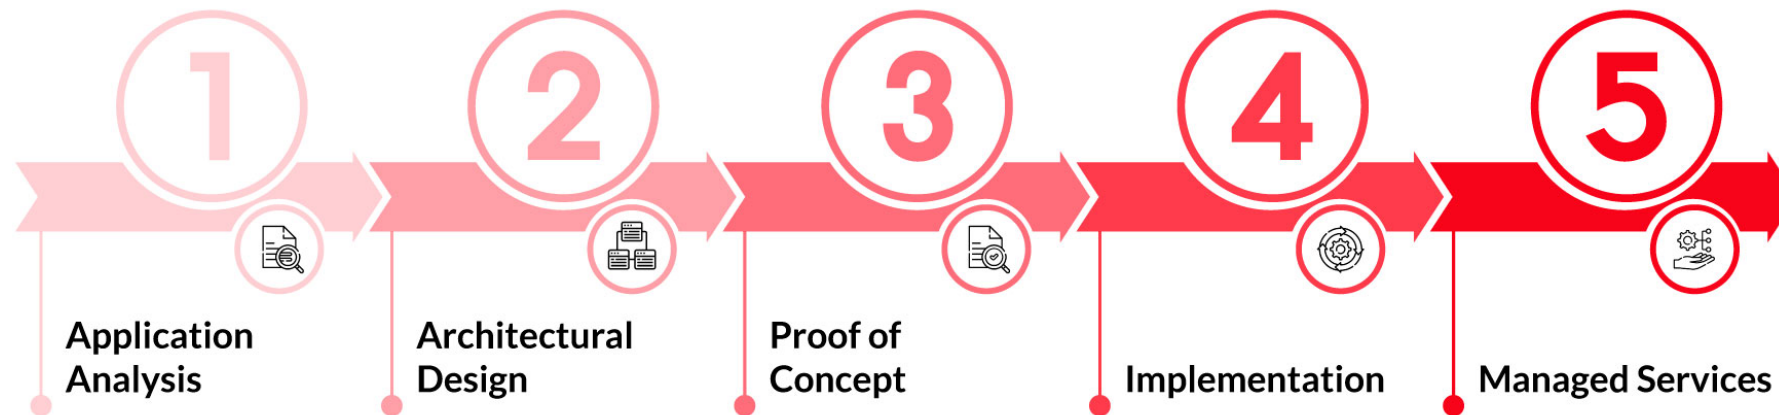 1
2
3
4
5
Application
Analysis
Architectural
Design
Proof of
Concept
Implementation
Managed Services